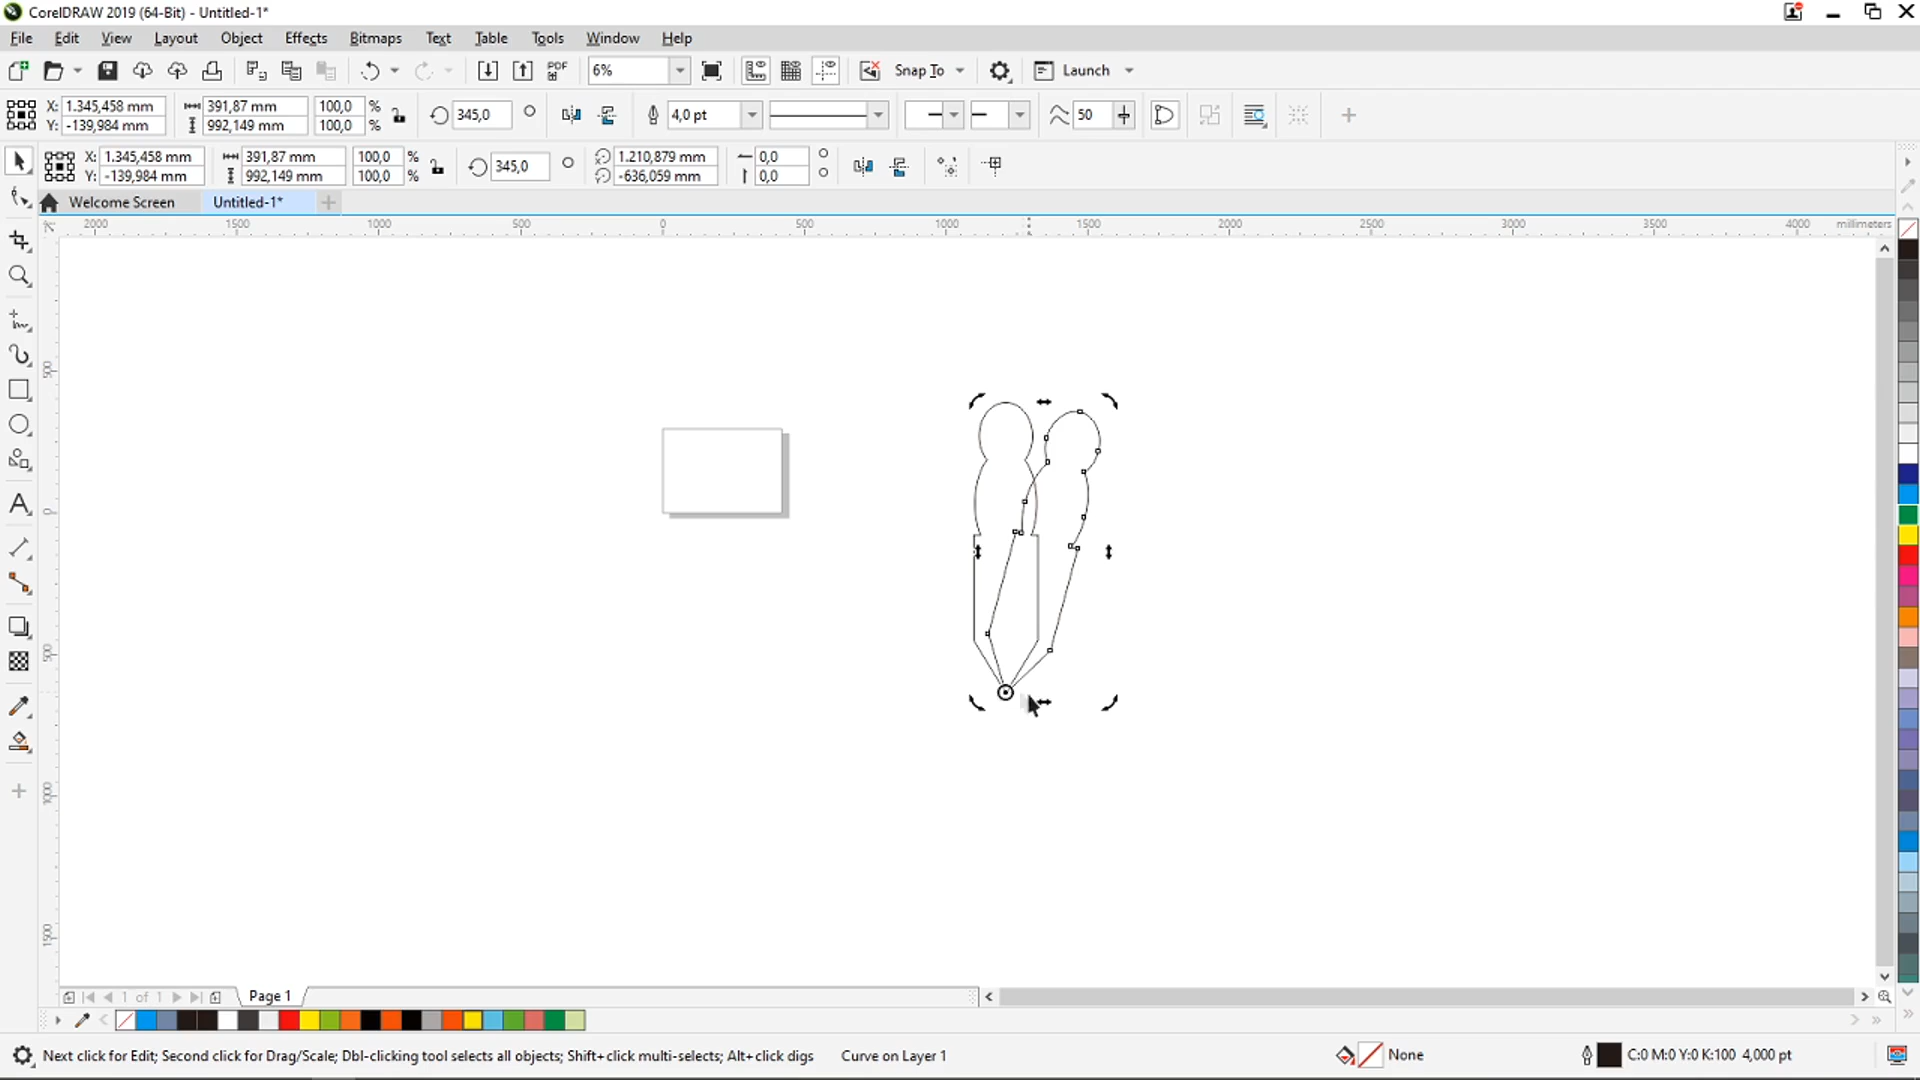 CorelDRAW 2019 (64-Bit) - Untitled-1*
File Edit View Layout Object Effects Bitmaps Text Table Tools Window Help
PDF 6% Snap To Launch
X: 1.345,458 mm 391,87 mm 100,0 % 345,0 4,0 pt 50
Y: -139,984 mm 992,149 mm 100,0 %
X: 1.345,458 mm 391,87 mm 100,0 % 345,0 1.210,879 mm 0,0
Y: -139,984 mm 992,149 mm 100,0 % -636,059 mm 0,0
Welcome Screen Untitled-1*
2000 1500 1000 500 0 500 1000 1500 2000 2500 3000 3500 4000 millimeters
500
0
500
1000
1500
1 of 1 Page 1
Next click for Edit; Second click for Drag/Scale; Dbl-clicking tool selects all objects; Shift+click multi-selects; Alt+click digs Curve on Layer 1 None C:0 M:0 Y:0 K:100 4,000 pt